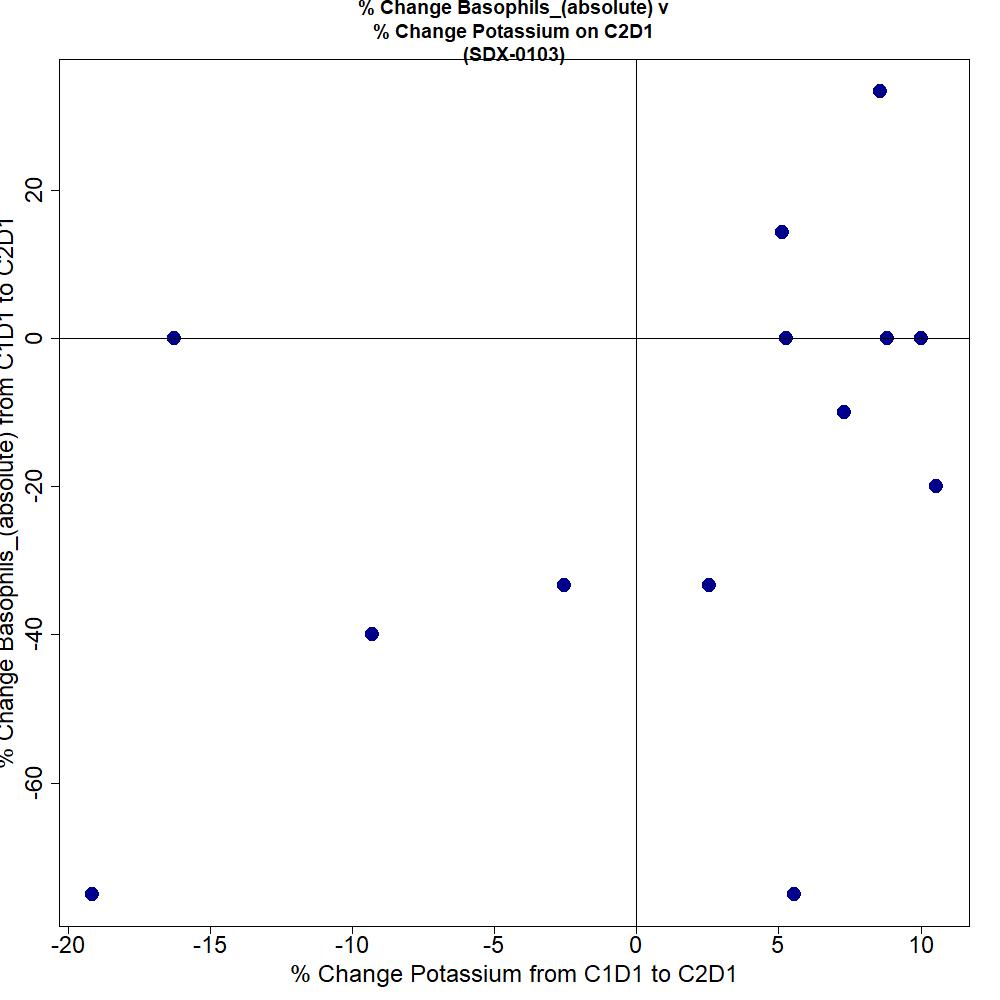 % Change Basophils_(absolute) v
% Change Potassium on C2D1
(SDX-0103)
% Change Basophils_(absolute) from C1D1 to C2D1
20
0
-20
-40
-60
-20
-15
-10
-5
0
5
10
% Change Potassium from C1D1 to C2D1